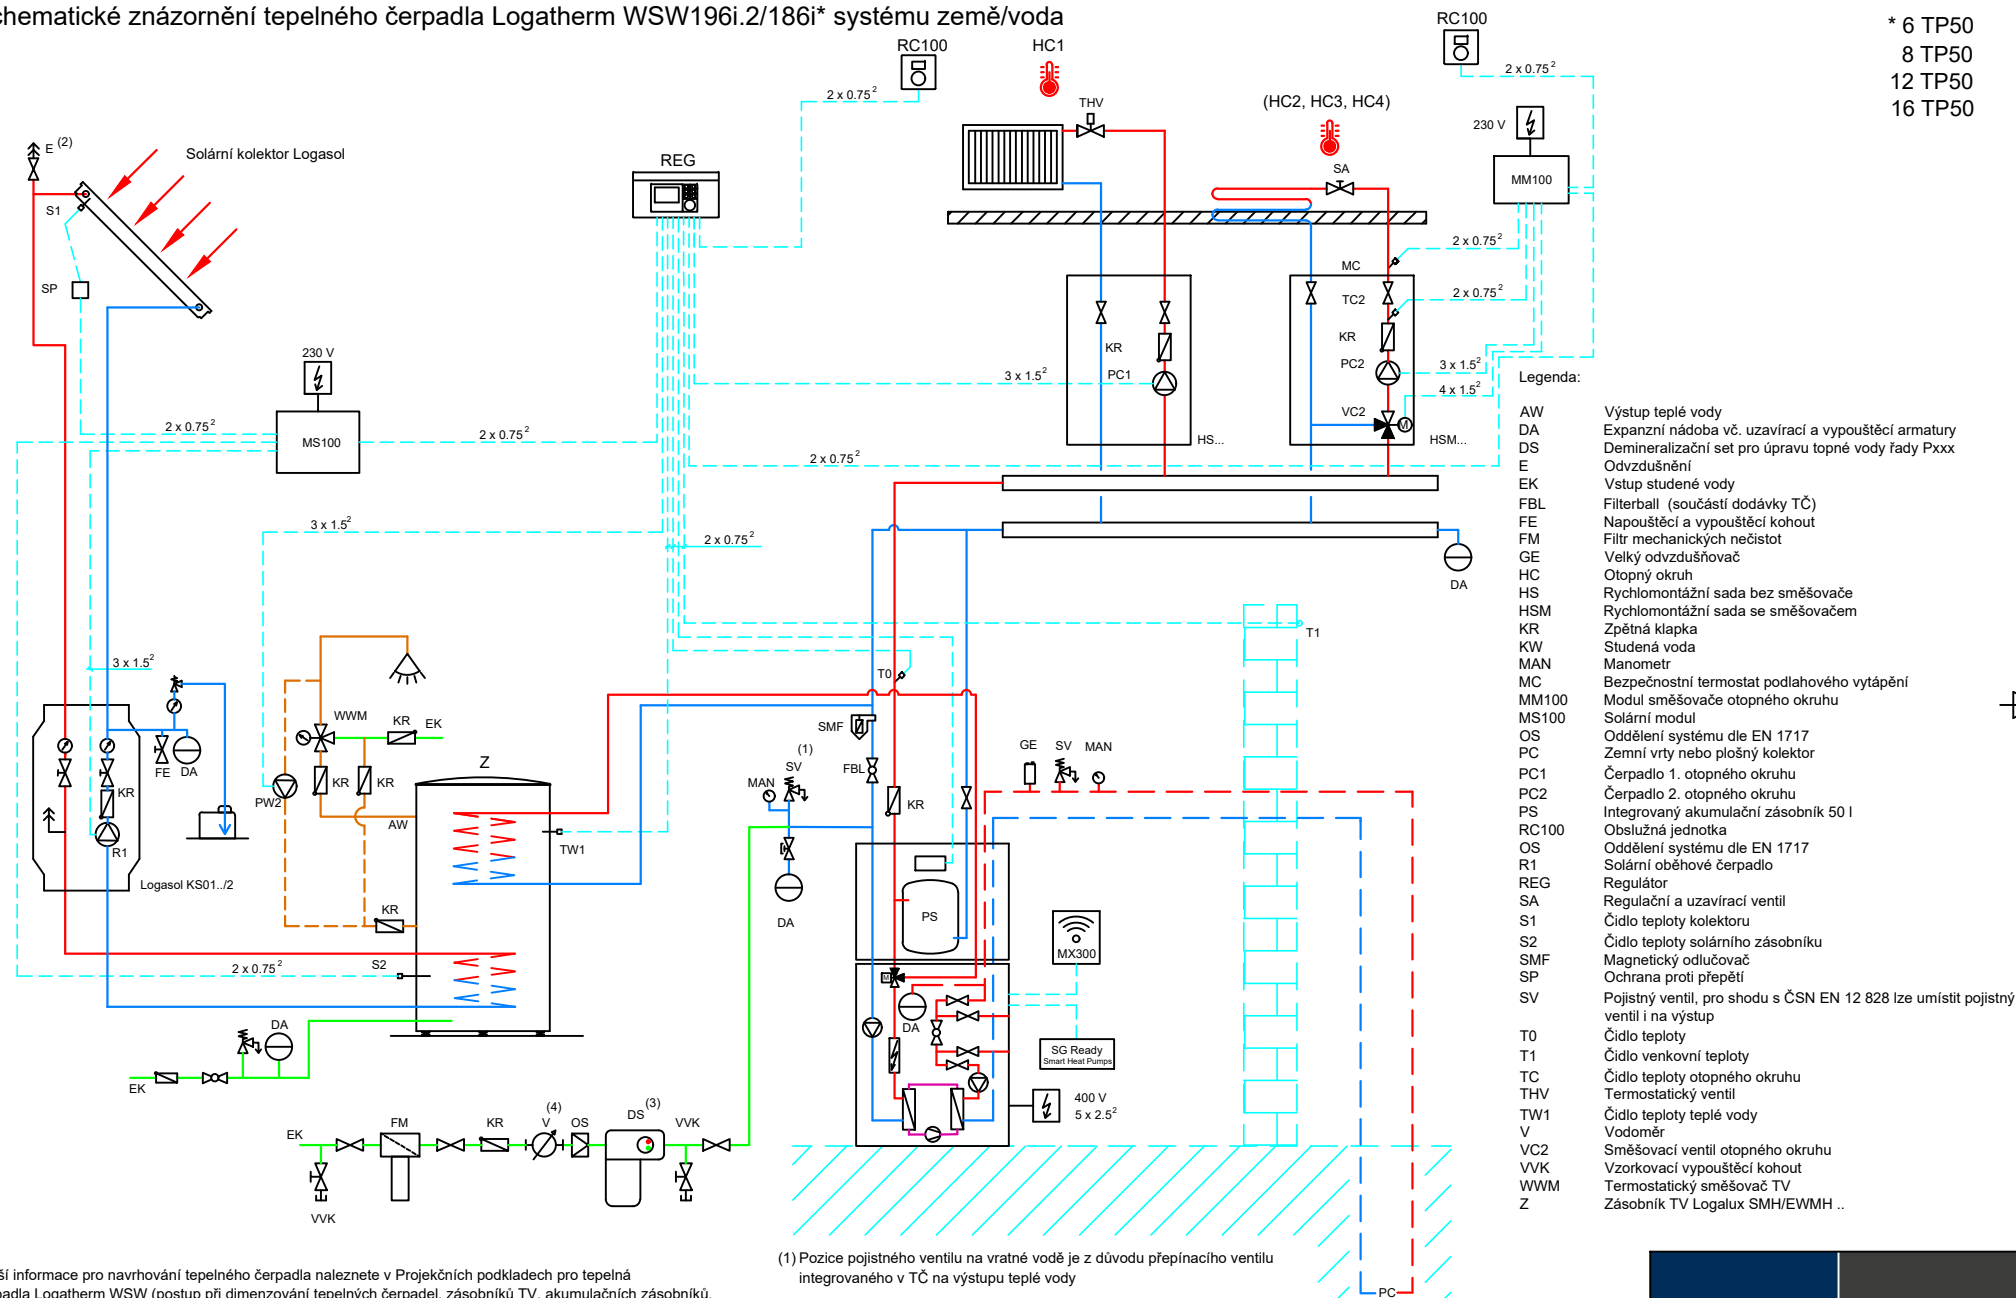 chematické znázornění tepelného čerpadla Logatherm WSW196i.2/186i* systému země/voda
* 6 TP50
8 TP50
12 TP50
16 TP50
RC100
HC1
RC100
2 x 0.75²
2 x 0.75²
THV
(HC2, HC3, HC4)
230 V
E (2)
Solární kolektor Logasol
REG
SA
MM100
S1
2 x 0.75²
MC
SP
TC2
2 x 0.75²
KR
KR
230 V
PC2
3 x 1.5²
3 x 1.5²
PC1
4 x 1.5²
VC2
M
2 x 0.75²
MS100
2 x 0.75²
HS...
HSM...
2 x 0.75²
3 x 1.5²
2 x 0.75²
DA
T1
3 x 1.5²
T0
WWM
KR
EK
SMF
(1)
SV
GE
SV
MAN
Z
FE
DA
KR
KR
KR
MAN
FBL
PW2
KR
AW
R1
TW1
Logasol KS01../2
KR
DA
PS
MX300
S2
2 x 0.75²
M
DA
DA
SG Ready
Smart Heat Pumps
EK
400 V
5 x 2.5²
EK
FM
KR
(4)
V
OS
(3)
DS
VVK
VVK
PC
Legenda:
AW Výstup teplé vody
DA Expanzní nádoba vč. uzavírací a vypouštěcí armatury
DS Demineralizační set pro úpravu topné vody řady Pxxx
E Odvzdušnění
EK Vstup studené vody
FBL Filterball (součástí dodávky TČ)
FE Napouštěcí a vypouštěcí kohout
FM Filtr mechanických nečistot
GE Velký odvzdušňovač
HC Otopný okruh
HS Rychlomontážní sada bez směšovače
HSM Rychlomontážní sada se směšovačem
KR Zpětná klapka
KW Studená voda
MAN Manometr
MC Bezpečnostní termostat podlahového vytápění
MM100 Modul směšovače otopného okruhu
MS100 Solární modul
OS Oddělení systému dle EN 1717
PC Zemní vrty nebo plošný kolektor
PC1 Čerpadlo 1. otopného okruhu
PC2 Čerpadlo 2. otopného okruhu
PS Integrovaný akumulační zásobník 50 l
RC100 Obslužná jednotka
OS Oddělení systému dle EN 1717
R1 Solární oběhové čerpadlo
REG Regulátor
SA Regulační a uzavírací ventil
S1 Čidlo teploty kolektoru
S2 Čidlo teploty solárního zásobníku
SMF Magnetický odlučovač
SP Ochrana proti přepětí
SV Pojistný ventil, pro shodu s ČSN EN 12 828 lze umístit pojistný
ventil i na výstup
T0 Čidlo teploty
T1 Čidlo venkovní teploty
TC Čidlo teploty otopného okruhu
THV Termostatický ventil
TW1 Čidlo teploty teplé vody
V Vodoměr
VC2 Směšovací ventil otopného okruhu
VVK Vzorkovací vypouštěcí kohout
WWM Termostatický směšovač TV
Z Zásobník TV Logalux SMH/EWMH ..
(1) Pozice pojistného ventilu na vratné vodě je z důvodu přepínacího ventilu
integrovaného v TČ na výstupu teplé vody
ší informace pro navrhování tepelného čerpadla naleznete v Projekčních podkladech pro tepelná
padla Logatherm WSW (postup při dimenzování tepelných čerpadel, zásobníků TV, akumulačních zásobníků,